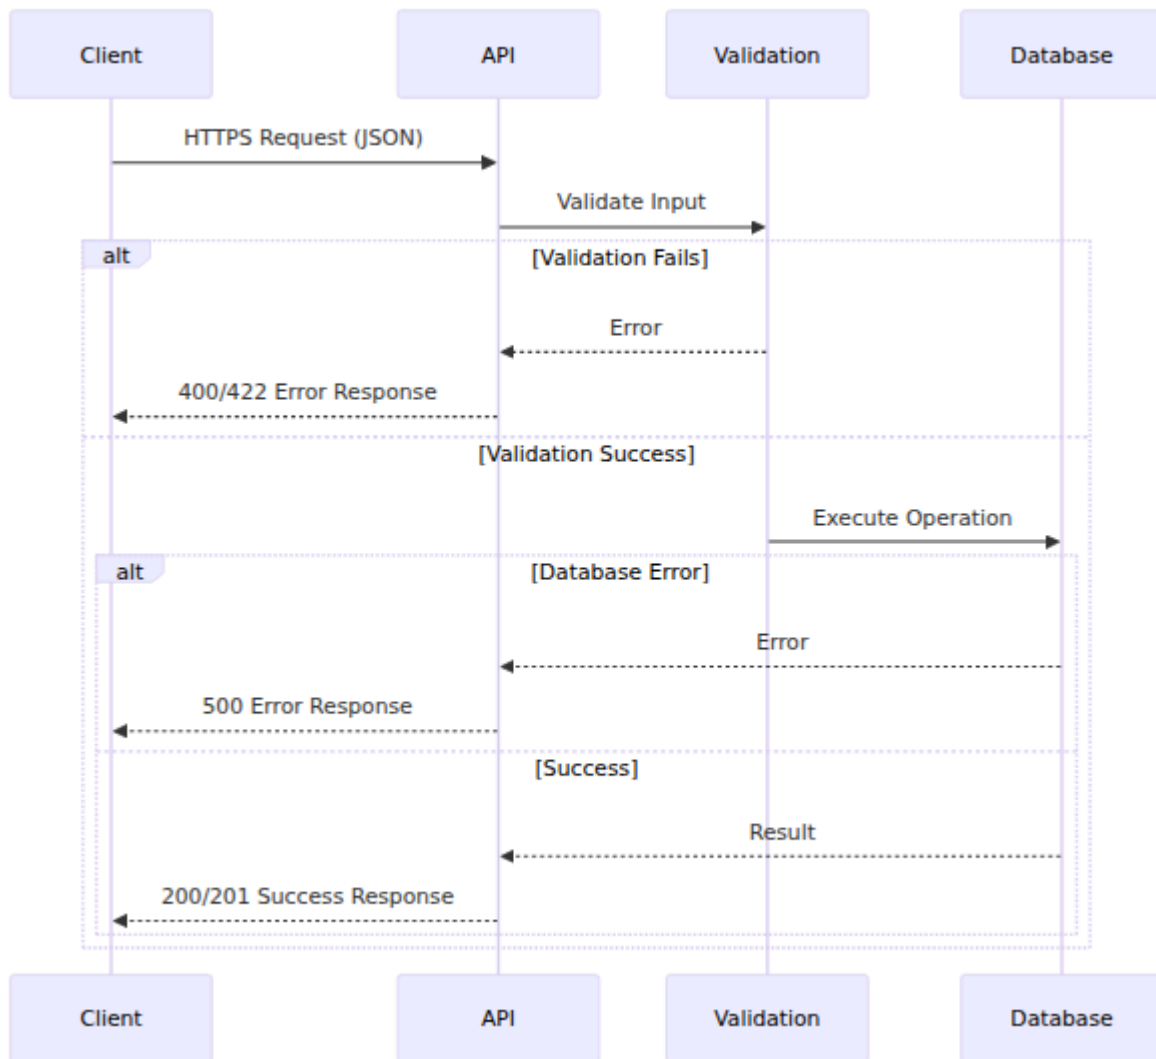 Client
API
Validation
Database
HTTPS Request (JSON)
Validate Input
alt
[Validation Fails]
Error
400/422 Error Response
[Validation Success]
Execute Operation
alt
[Database Error]
Error
500 Error Response
[Success]
Result
200/201 Success Response
Client
API
Validation
Database